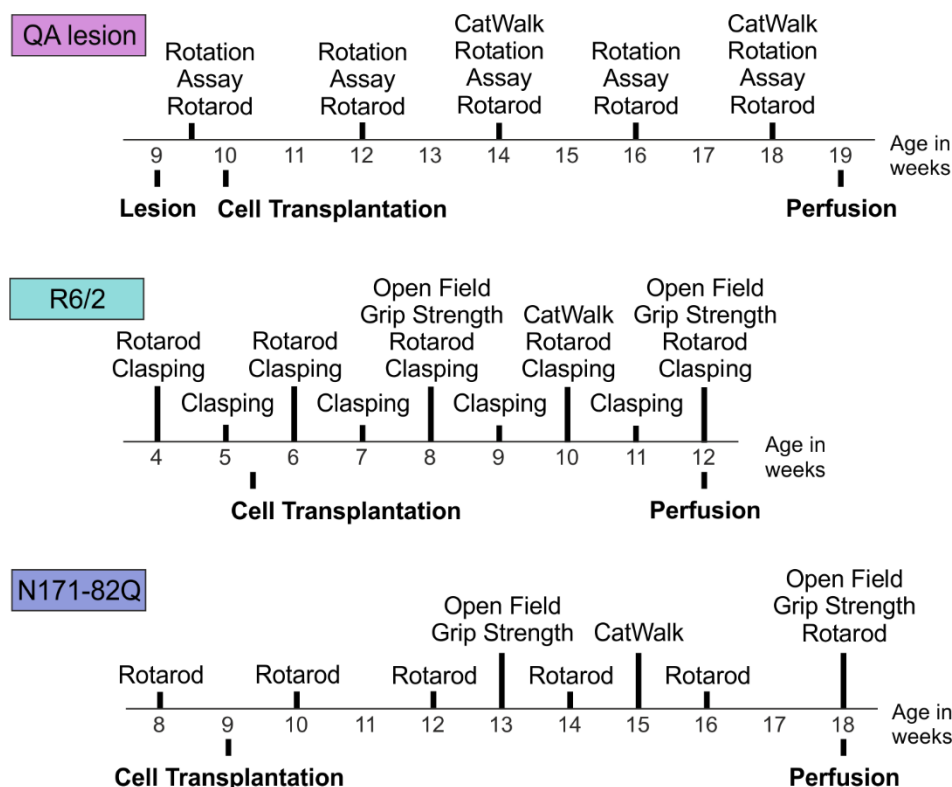 QA lesion
Rotation
Assay
Rotarod
Rotation
Assay
Rotarod
CatWalk
Rotation
Assay
Rotarod
Rotation
Assay
Rotarod
CatWalk
Rotation
Assay
Rotarod
9 10 11 12 13 14 15 16 17 18 19
Age in
weeks
Lesion
Cell Transplantation
Perfusion
R6/2
Rotarod
Clasping
Clasping
Rotarod
Clasping
Clasping
Open Field
Grip Strength
Rotarod
Clasping
Clasping
CatWalk
Rotarod
Clasping
Clasping
Open Field
Grip Strength
Rotarod
Clasping
4 5 6 7 8 9 10 11 12
Age in
weeks
Cell Transplantation
Perfusion
N171-82Q
Rotarod
Rotarod
Rotarod
Open Field
Grip Strength
Rotarod
CatWalk
Rotarod
Open Field
Grip Strength
Rotarod
8 9 10 11 12 13 14 15 16 17 18
Age in
weeks
Cell Transplantation
Perfusion